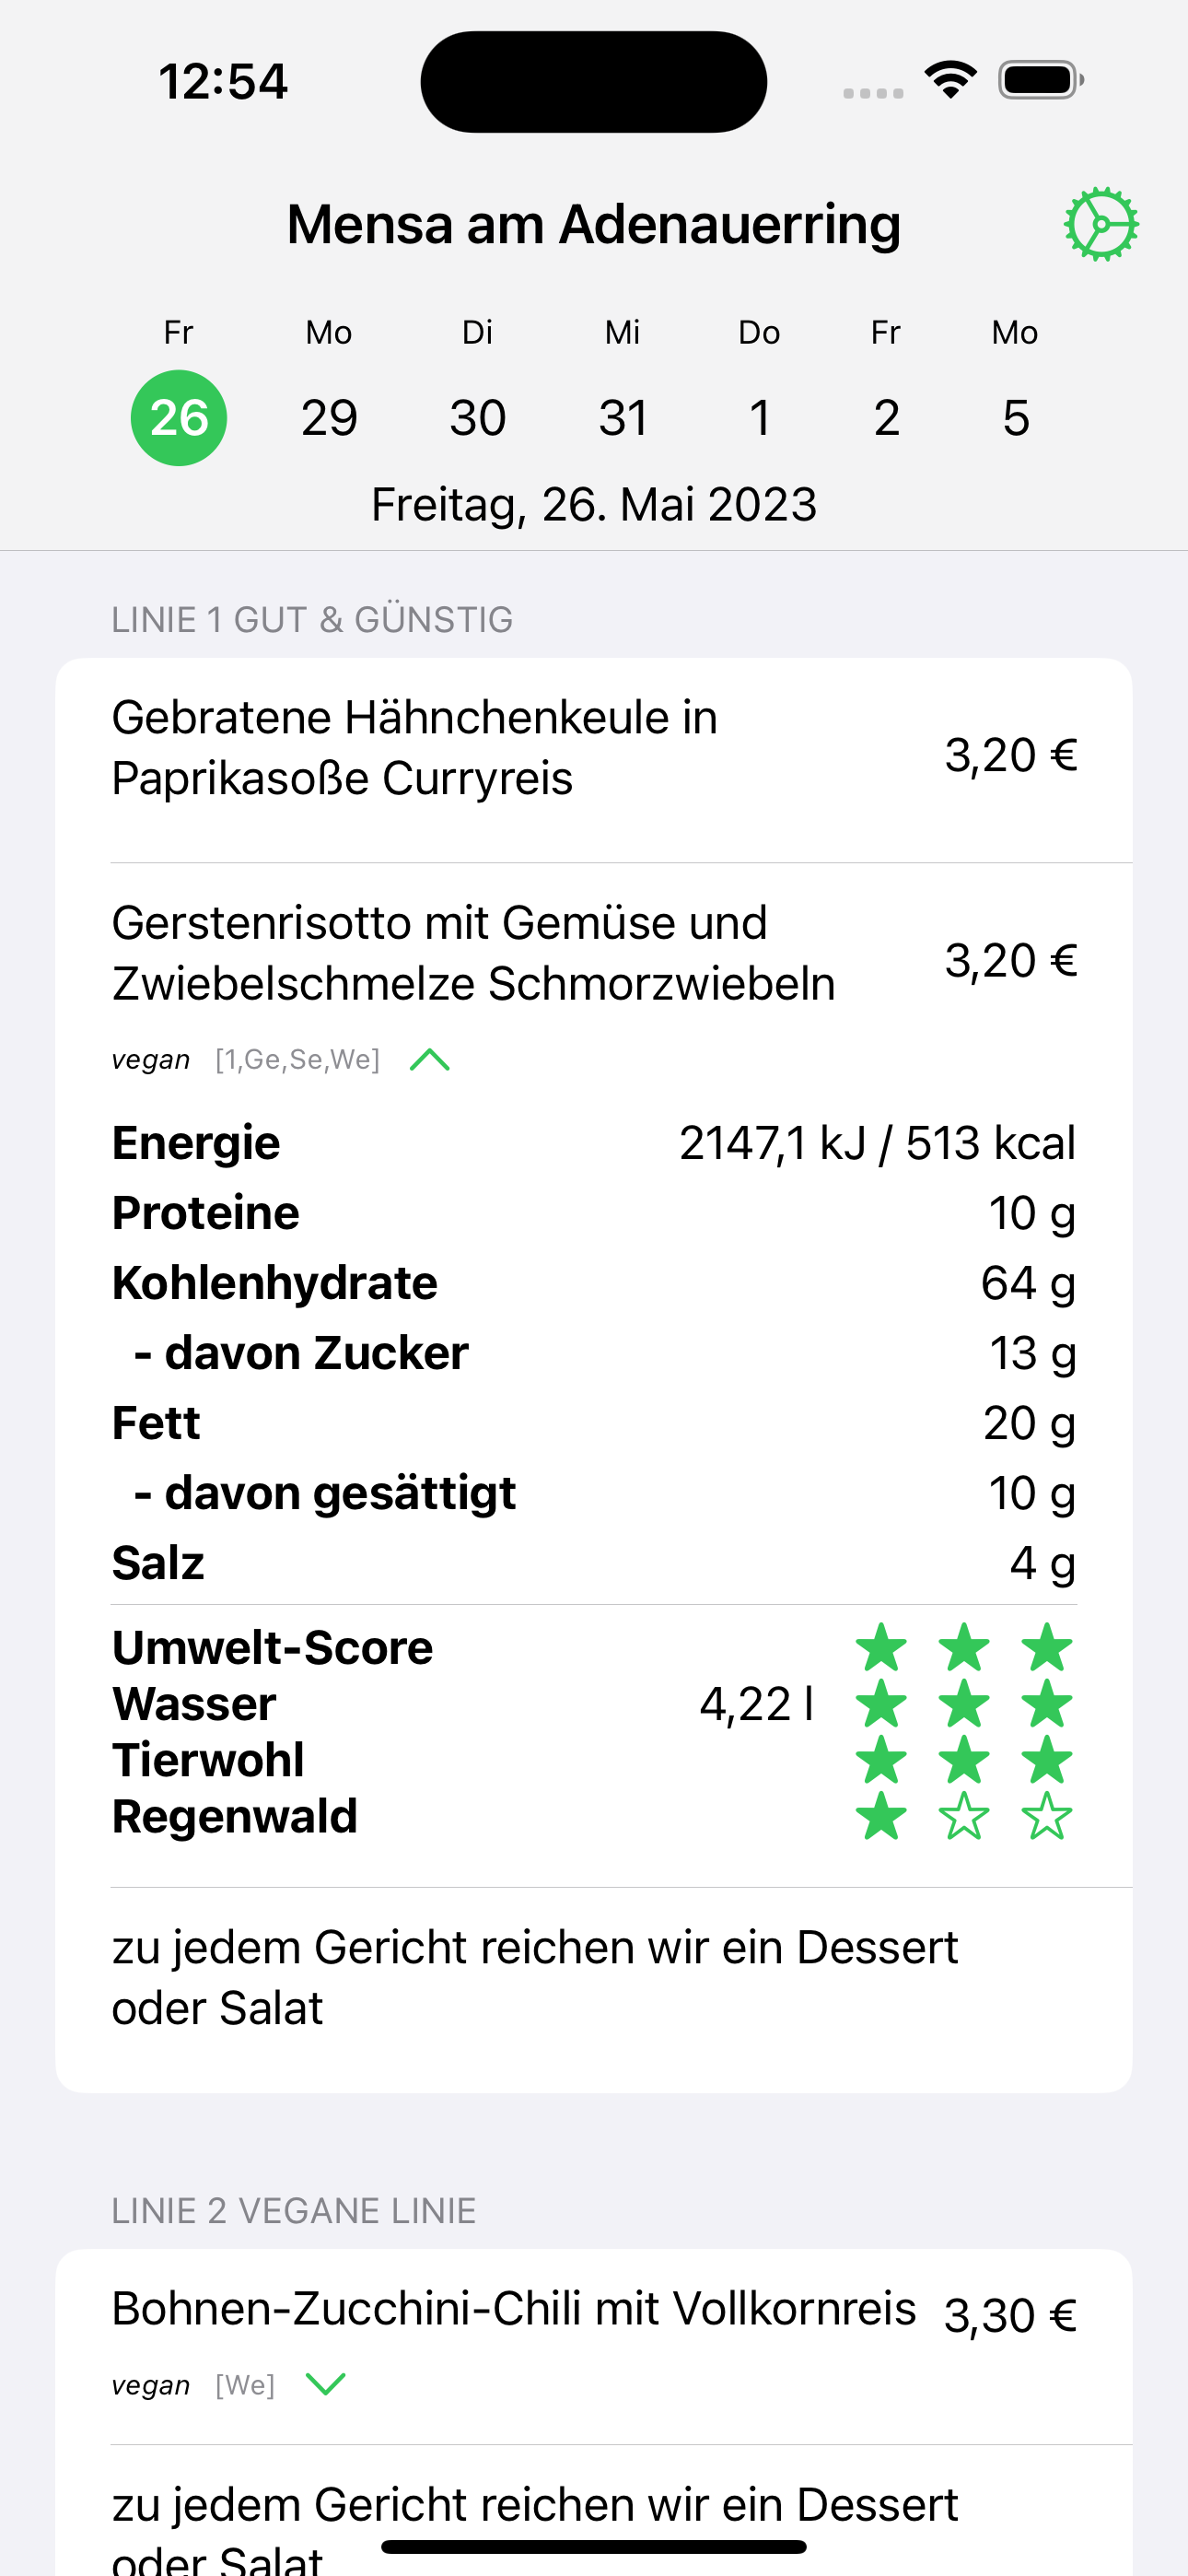 12:54
Mensa am Adenauerring
Fr Mo Di Mi Do Fr Mo
26 29 30 31 1 2 5
Freitag, 26. Mai 2023
LINIE 1 GUT & GÜNSTIG
Gebratene Hähnchenkeule in
Paprikasoße Curryreis
3,20 €
Gerstenrisotto mit Gemüse und
Zwiebelschmelze Schmorzwiebeln
3,20 €
vegan [1,Ge,Se,We]
Energie 2147,1 kJ / 513 kcal
Proteine 10 g
Kohlenhydrate 64 g
- davon Zucker 13 g
Fett 20 g
- davon gesättigt 10 g
Salz 4 g
Umwelt-Score
Wasser 4,22 l
Tierwohl
Regenwald
zu jedem Gericht reichen wir ein Dessert
oder Salat
LINIE 2 VEGANE LINIE
Bohnen-Zucchini-Chili mit Vollkornreis 3,30 €
vegan [We]
zu jedem Gericht reichen wir ein Dessert
oder Salat